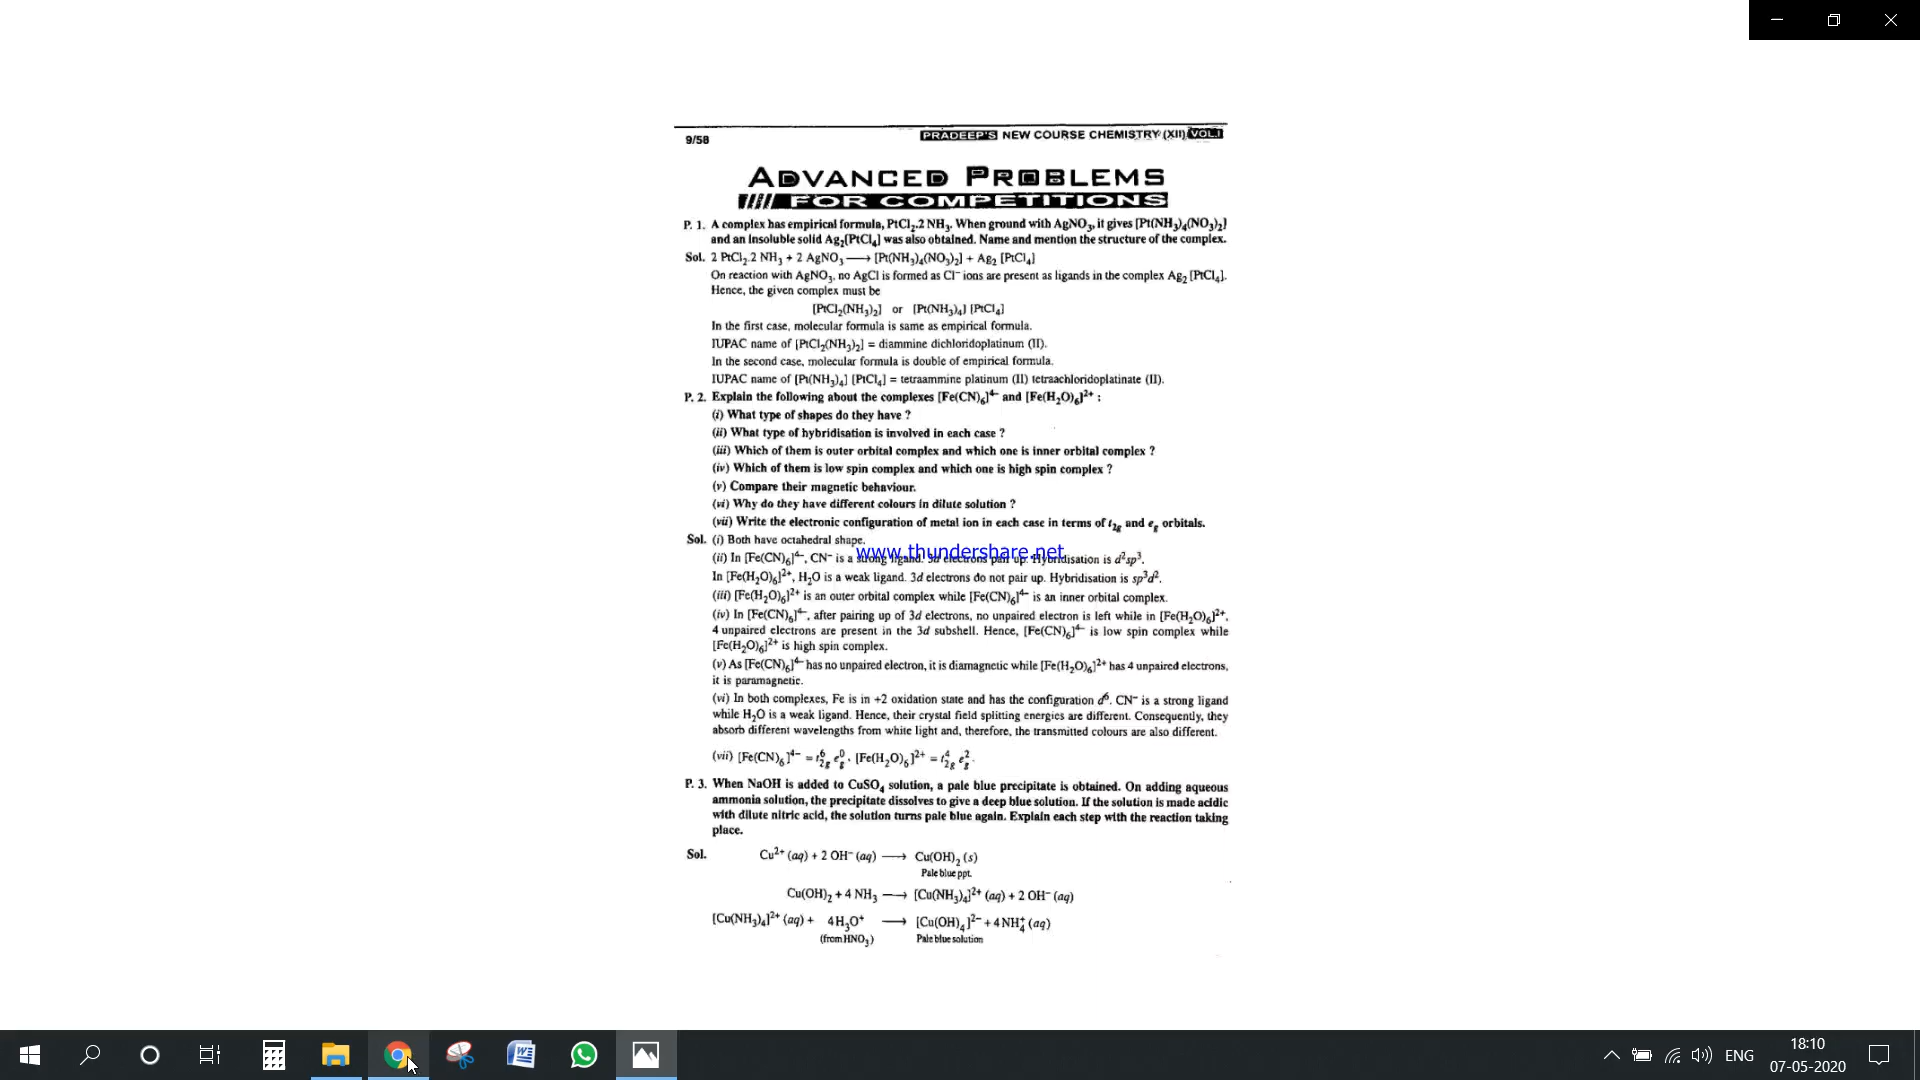 9/58
PRADEEP'S NEW COURSE CHEMISTRY (XII) VOL.I
ADVANCED PROBLEMS
FOR COMPETITIONS
P. 1. A complex has empirical formula, PtCl₂.2 NH₃. When ground with AgNO₃, it gives [Pt(NH₃)₄(NO₃)₂]
and an insoluble solid Ag₂[PtCl₄] was also obtained. Name and mention the structure of the complex.
Sol. 2 PtCl₂.2 NH₃ + 2 AgNO₃ ⟶ [Pt(NH₃)₄(NO₃)₂] + Ag₂ [PtCl₄]
On reaction with AgNO₃, no AgCl is formed as Cl⁻ ions are present as ligands in the complex Ag₂ [PtCl₄].
Hence, the given complex must be
[PtCl₂(NH₃)₂] or [Pt(NH₃)₄] [PtCl₄]
In the first case, molecular formula is same as empirical formula.
IUPAC name of [PtCl₂(NH₃)₂] = diammine dichloridoplatinum (II).
In the second case, molecular formula is double of empirical formula.
IUPAC name of [Pt(NH₃)₄] [PtCl₄] = tetraammine platinum (II) tetraachloridoplatinate (II).
P. 2. Explain the following about the complexes [Fe(CN)₆]⁴⁻ and [Fe(H₂O)₆]²⁺ :
(i) What type of shapes do they have ?
(ii) What type of hybridisation is involved in each case ?
(iii) Which of them is outer orbital complex and which one is inner orbital complex ?
(iv) Which of them is low spin complex and which one is high spin complex ?
(v) Compare their magnetic behaviour.
(vi) Why do they have different colours in dilute solution ?
(vii) Write the electronic configuration of metal ion in each case in terms of t₂g and eg orbitals.
Sol. (i) Both have octahedral shape.
www.thundershare.net
(ii) In [Fe(CN)₆]⁴⁻, CN⁻ is a strong ligand. 3d electrons pair up. Hybridisation is d²sp³.
In [Fe(H₂O)₆]²⁺, H₂O is a weak ligand. 3d electrons do not pair up. Hybridisation is sp³d².
(iii) [Fe(H₂O)₆]²⁺ is an outer orbital complex while [Fe(CN)₆]⁴⁻ is an inner orbital complex.
(iv) In [Fe(CN)₆]⁴⁻, after pairing up of 3d electrons, no unpaired electron is left while in [Fe(H₂O)₆]²⁺,
4 unpaired electrons are present in the 3d subshell. Hence, [Fe(CN)₆]⁴⁻ is low spin complex while
[Fe(H₂O)₆]²⁺ is high spin complex.
(v) As [Fe(CN)₆]⁴⁻ has no unpaired electron, it is diamagnetic while [Fe(H₂O)₆]²⁺ has 4 unpaired electrons,
it is paramagnetic.
(vi) In both complexes, Fe is in +2 oxidation state and has the configuration d⁶. CN⁻ is a strong ligand
while H₂O is a weak ligand. Hence, their crystal field splitting energies are different. Consequently, they
absorb different wavelengths from white light and, therefore, the transmitted colours are also different.
(vii) [Fe(CN)₆]⁴⁻ = t₂g⁶ eg⁰, [Fe(H₂O)₆]²⁺ = t₂g⁴ eg².
P. 3. When NaOH is added to CuSO₄ solution, a pale blue precipitate is obtained. On adding aqueous
ammonia solution, the precipitate dissolves to give a deep blue solution. If the solution is made acidic
with dilute nitric acid, the solution turns pale blue again. Explain each step with the reaction taking
place.
Sol. Cu²⁺ (aq) + 2 OH⁻ (aq) ⟶ Cu(OH)₂ (s)
Pale blue ppt.
Cu(OH)₂ + 4 NH₃ ⟶ [Cu(NH₃)₄]²⁺ (aq) + 2 OH⁻ (aq)
[Cu(NH₃)₄]²⁺ (aq) + 4H₃O⁺ ⟶ [Cu(OH)₄]²⁻ + 4NH₄⁺ (aq)
(from HNO₃) Pale blue solution
ENG
18:10
07-05-2020